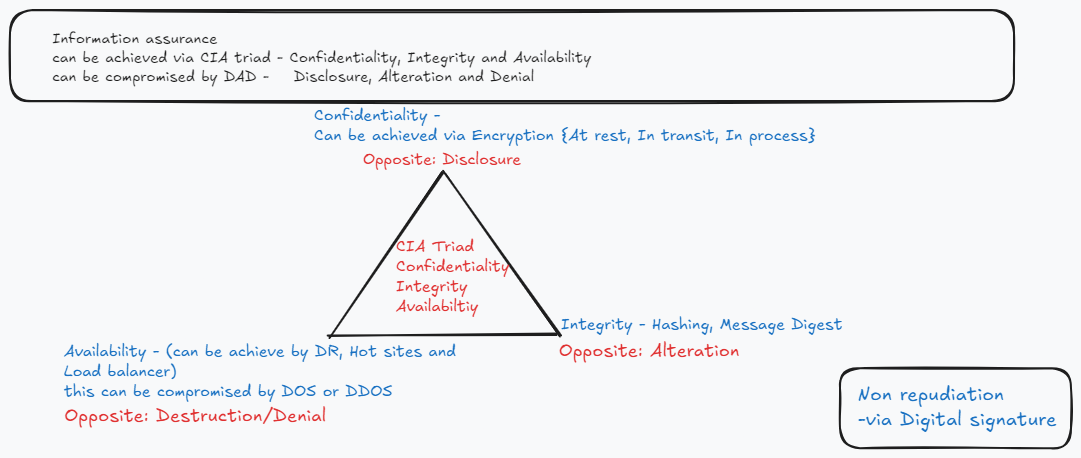 Information assurance
can be achieved via CIA triad - Confidentiality, Integrity and Availability
can be compromised by DAD - Disclosure, Alteration and Denial
Confidentiality -
Can be achieved via Encryption {At rest, In transit, In process}
Opposite: Disclosure
CIA Triad
Confidentiality
Integrity
Availabiltiy
Integrity - Hashing, Message Digest
Opposite: Alteration
Availability - (can be achieve by DR, Hot sites and
Load balancer)
this can be compromised by DOS or DDOS
Opposite: Destruction/Denial
Non repudiation
-via Digital signature